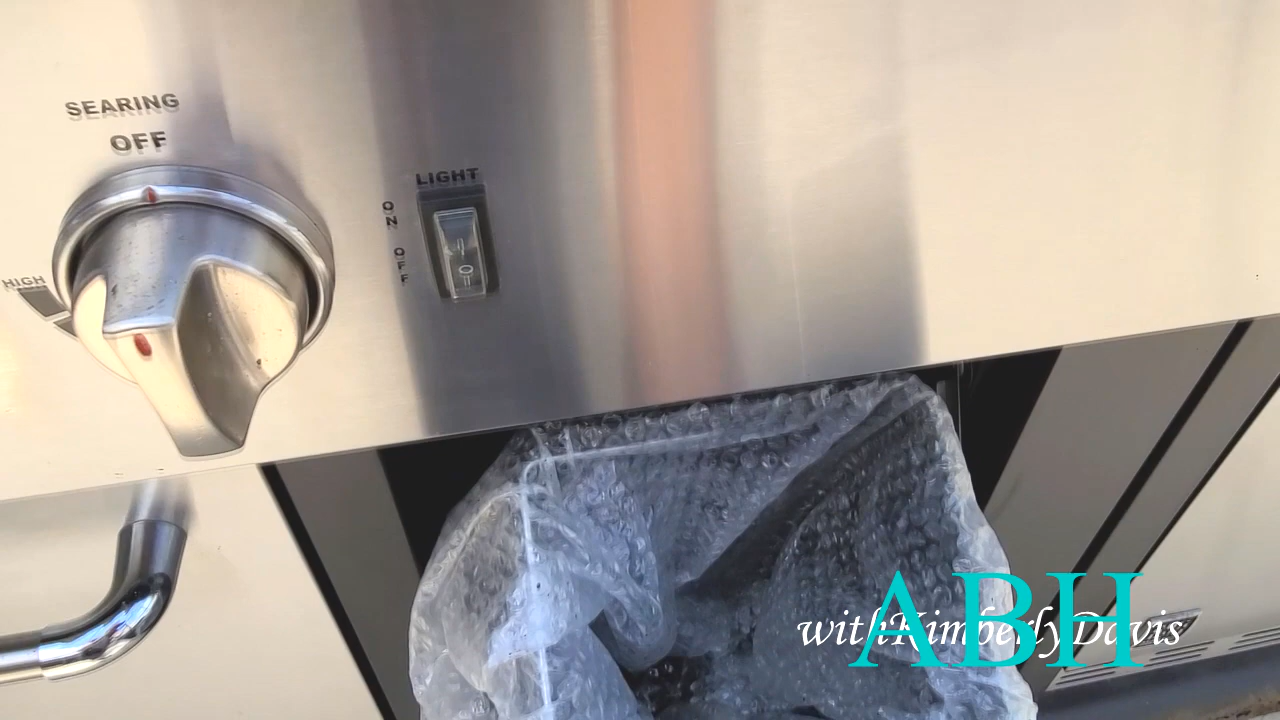 SEARING
OFF
HIGH
LIGHT
ON OFF
— O
ABH
withKimberlyDavis